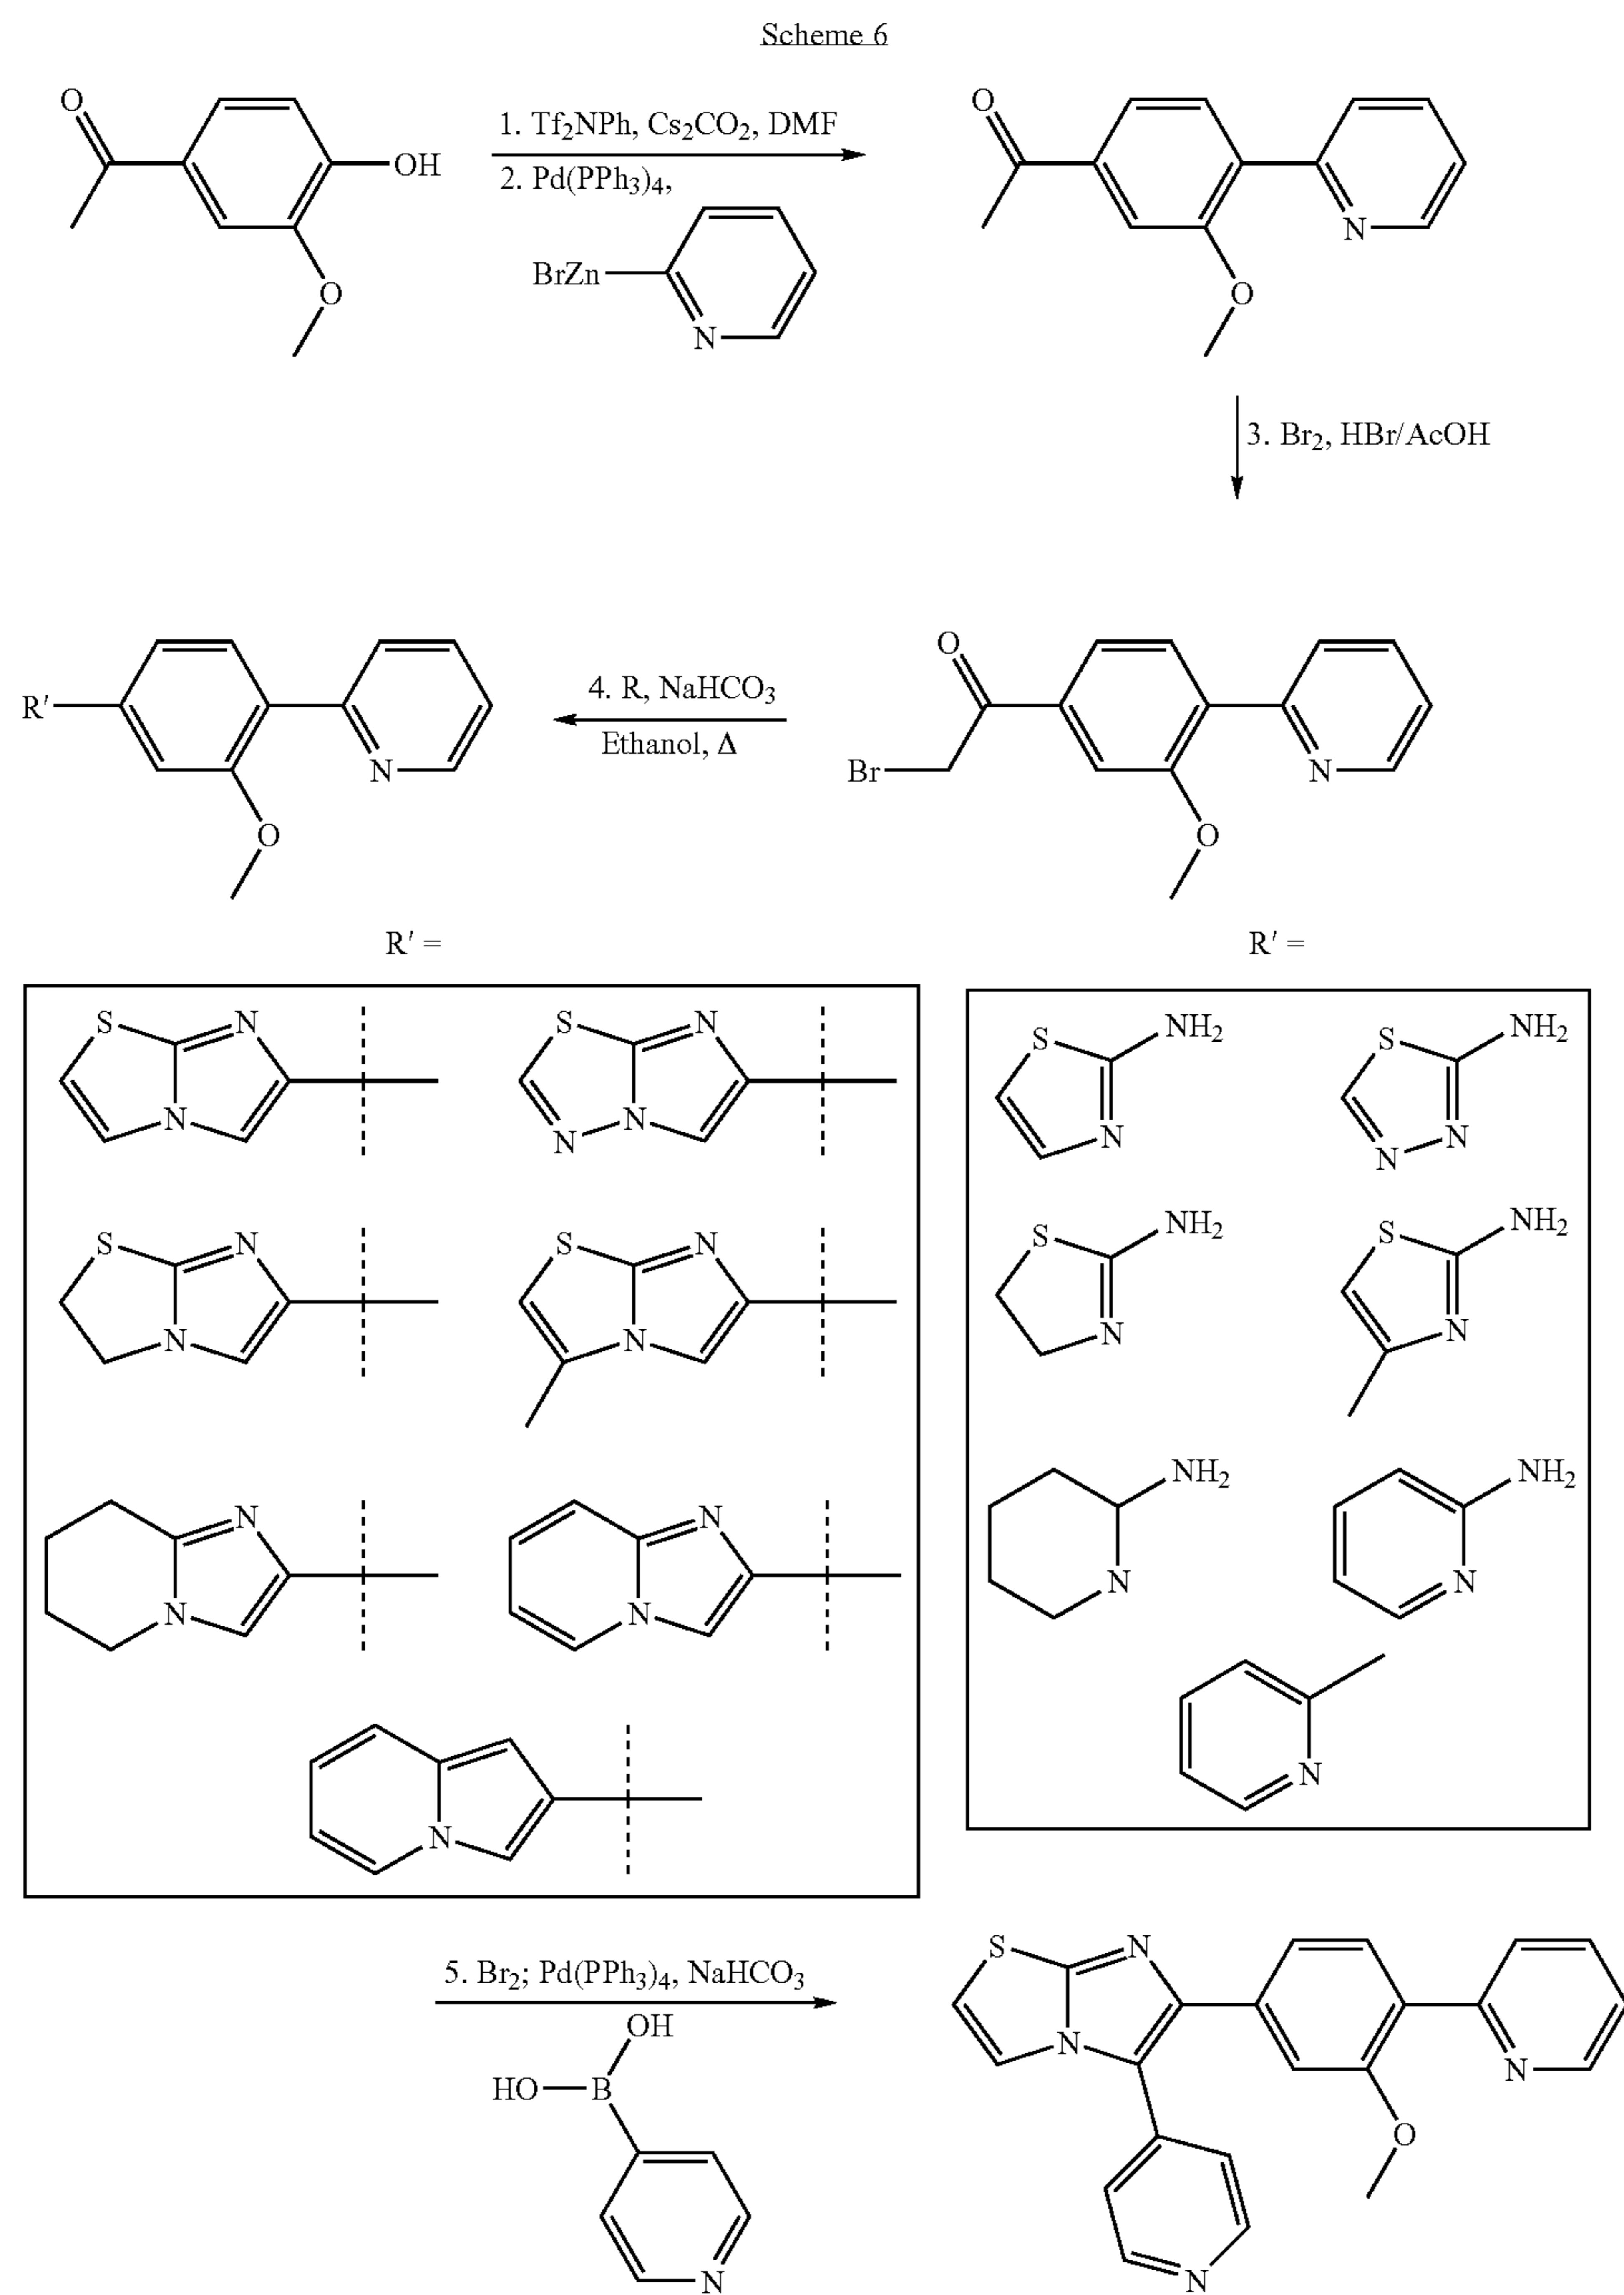 Scheme 6
O
OH
O
1. Tf₂NPh, Cs₂CO₂, DMF
2. Pd(PPh₃)₄,
BrZn
N
O
N
O
3. Br₂, HBr/AcOH
R′
N
O
4. R, NaHCO₃
Ethanol, Δ
O
Br
N
O
R′ =
R′ =
S N
N
S N
N N
S N
N
S N
N
N
N
N
N
N
S NH₂
N
S NH₂
N N
S NH₂
N
S NH₂
N
NH₂
N
NH₂
N
N
5. Br₂; Pd(PPh₃)₄, NaHCO₃
OH
HO B
N
S N
N
N
O
N